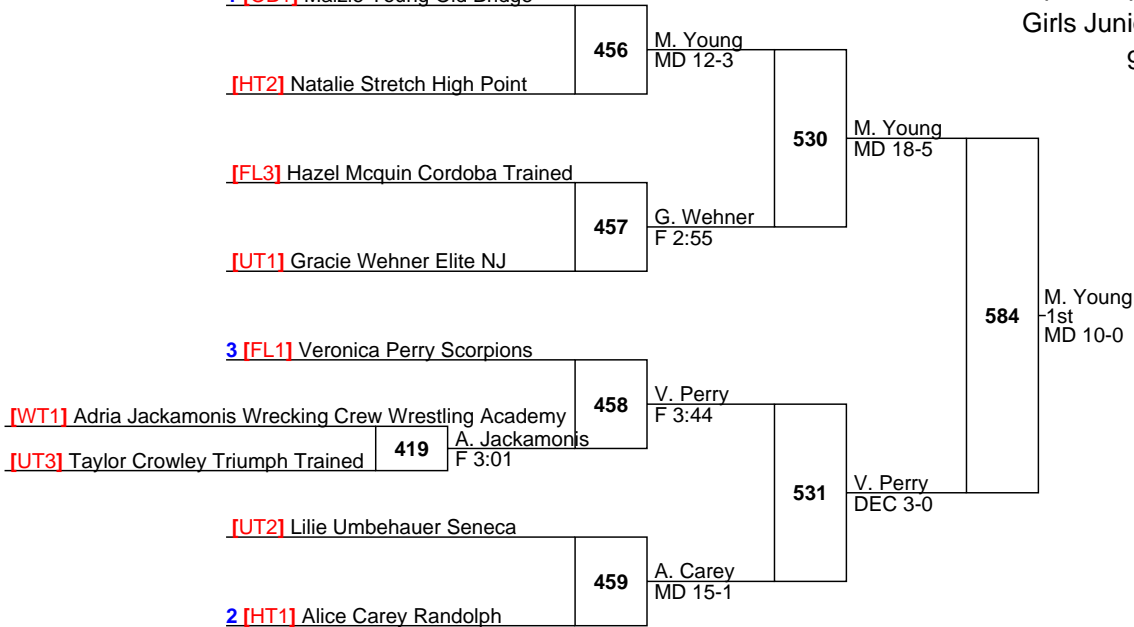 Young Old Bridge
Girls Juni
9
456
M. Young
MD 12-3
[HT2] Natalie Stretch High Point
530
M. Young
MD 18-5
[FL3] Hazel Mcquin Cordoba Trained
457
G. Wehner
F 2:55
[UT1] Gracie Wehner Elite NJ
584
M. Young
1st
MD 10-0
3 [FL1] Veronica Perry Scorpions
458
V. Perry
F 3:44
[WT1] Adria Jackamonis Wrecking Crew Wrestling Academy
419
A. Jackamonis
F 3:01
[UT3] Taylor Crowley Triumph Trained
531
V. Perry
DEC 3-0
[UT2] Lilie Umbehauer Seneca
459
A. Carey
MD 15-1
2 [HT1] Alice Carey Randolph